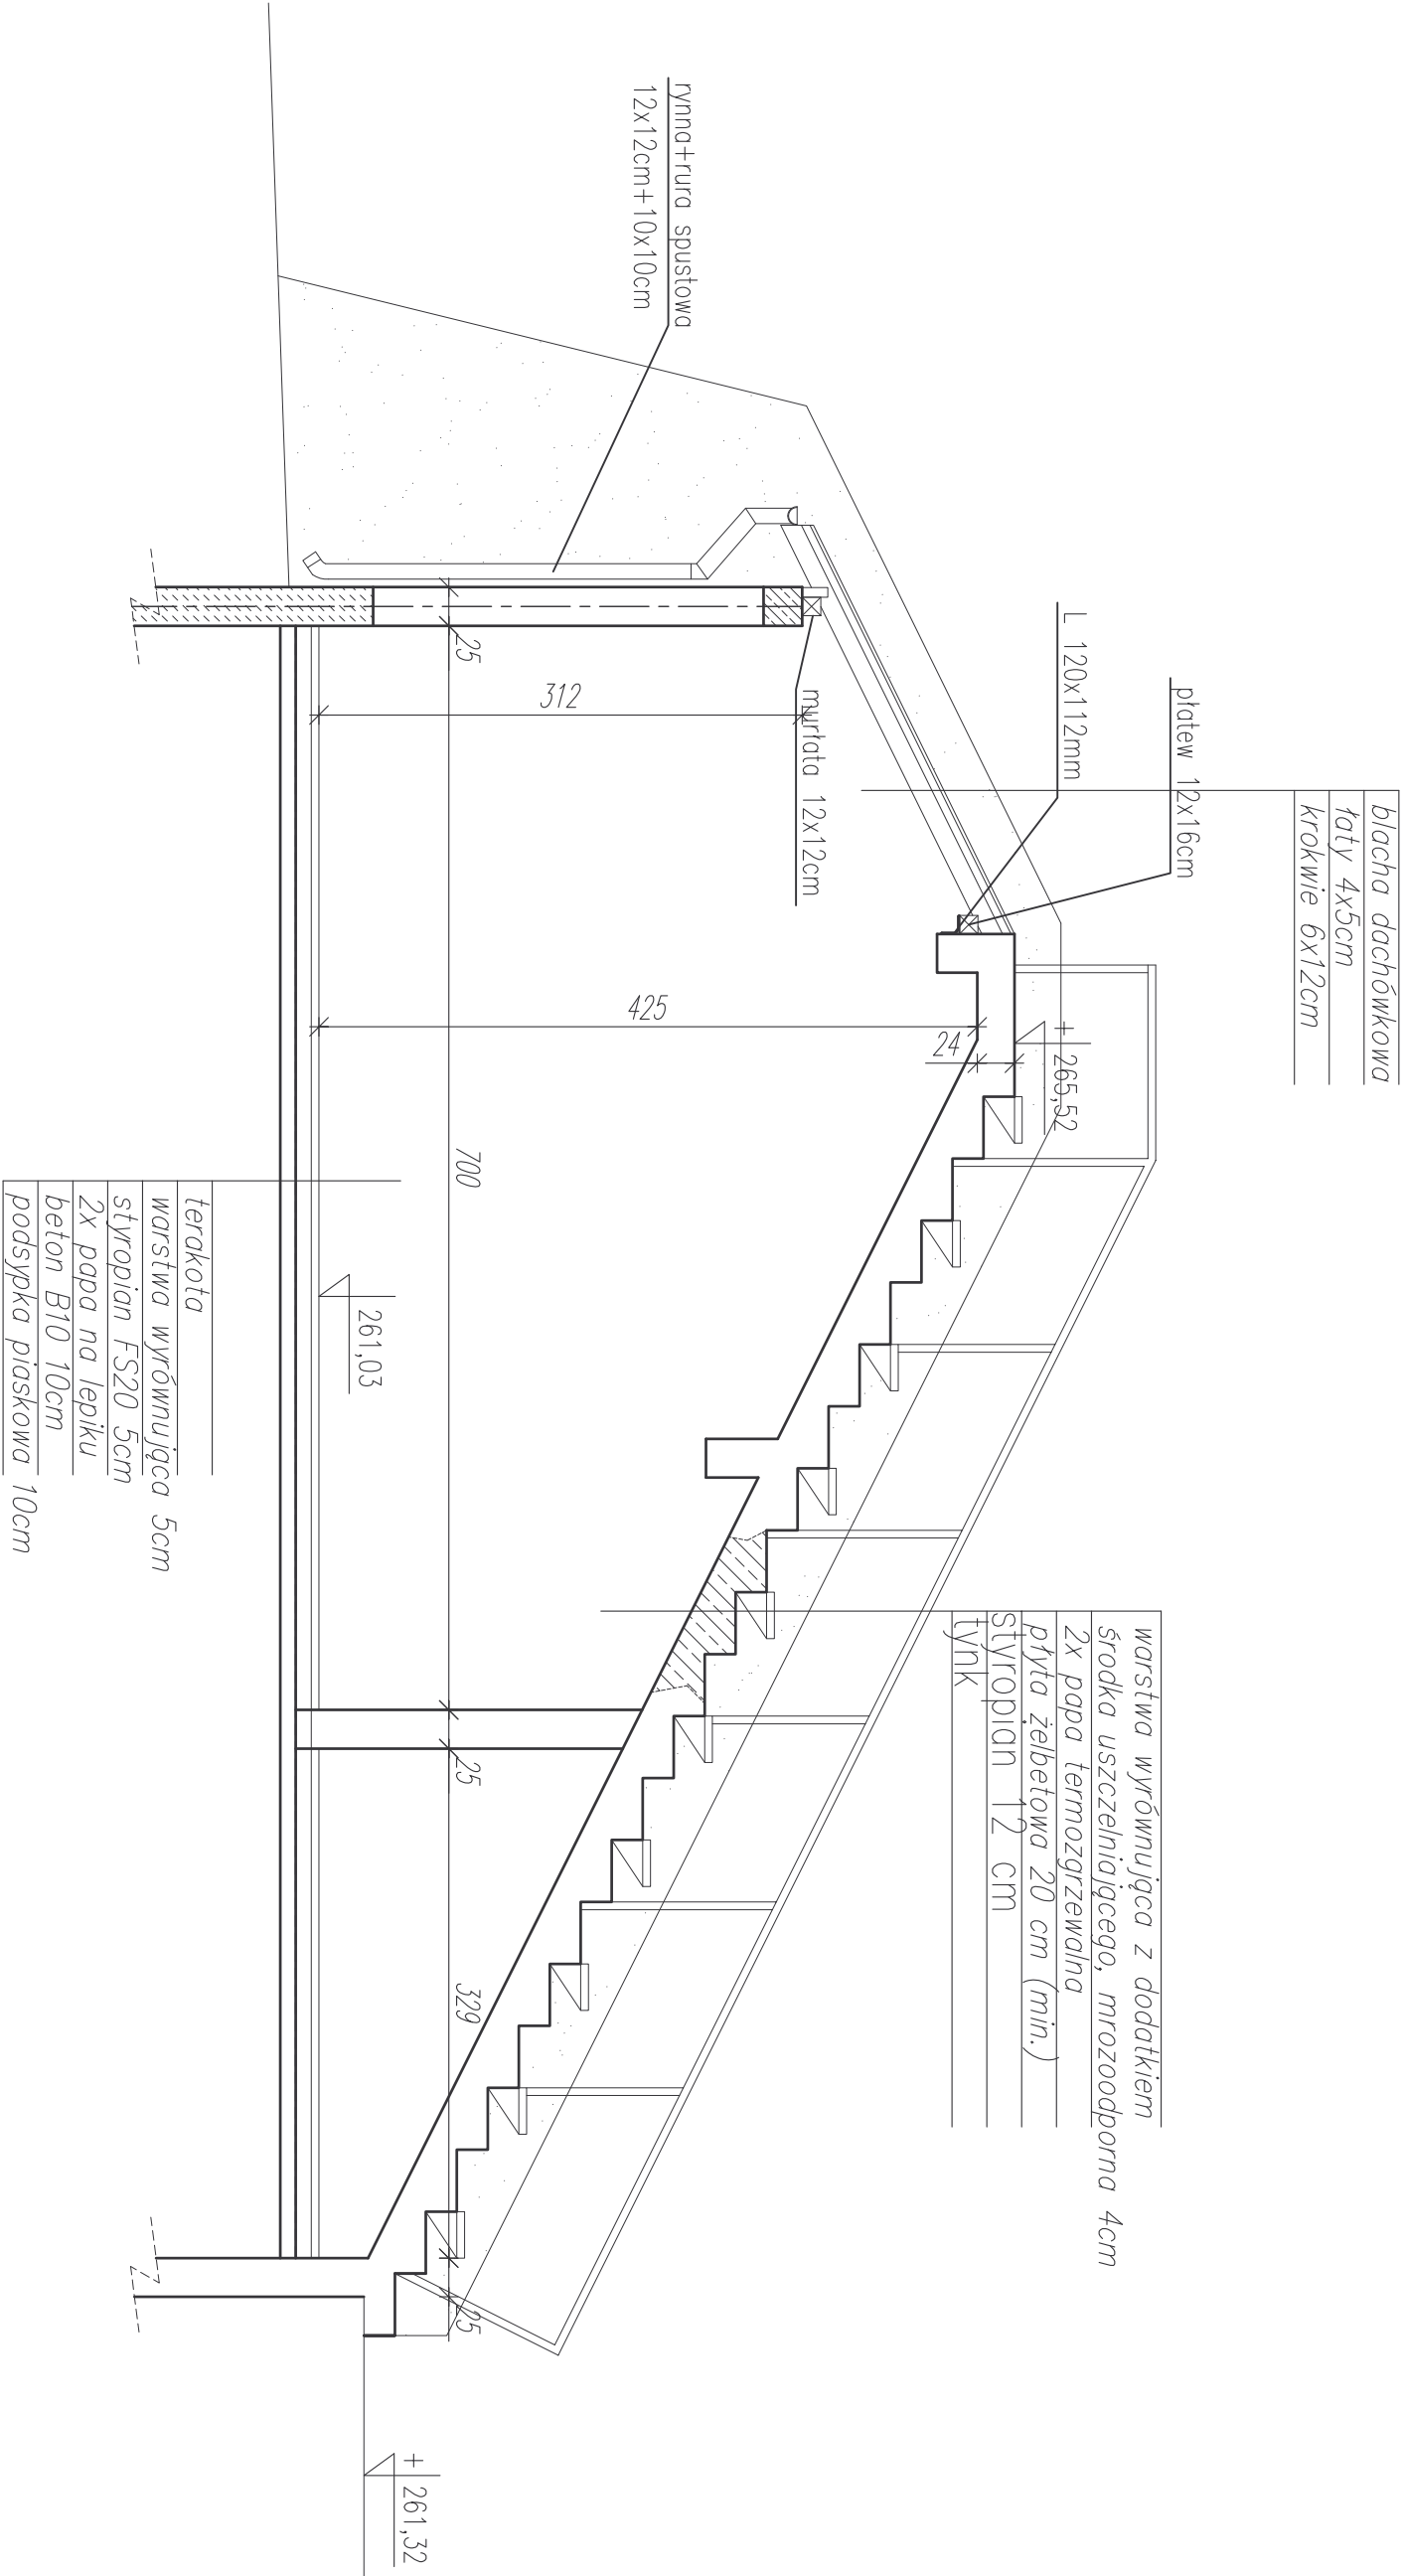 blacha dachówkowa
łaty 4x5cm
krokwie 6x12cm
płatew 12x16cm
L 120x112mm
rynna+rura spustowa
12x12cm+10x10cm
murłata 12x12cm
warstwa wyrównująca z dodatkiem
środka uszczelniającego, mrozoodporna 4cm
2x papa termozgrzewalna
płyta żelbetowa 20 cm (min.)
Styropian 12 cm
tynk
+ 265,52
24
312
425
25
700
25
329
25
261,03
+ 261,32
terakota
warstwa wyrównująca 5cm
styropian FS20 5cm
2x papa na lepiku
beton B10 10cm
podsypka piaskowa 10cm